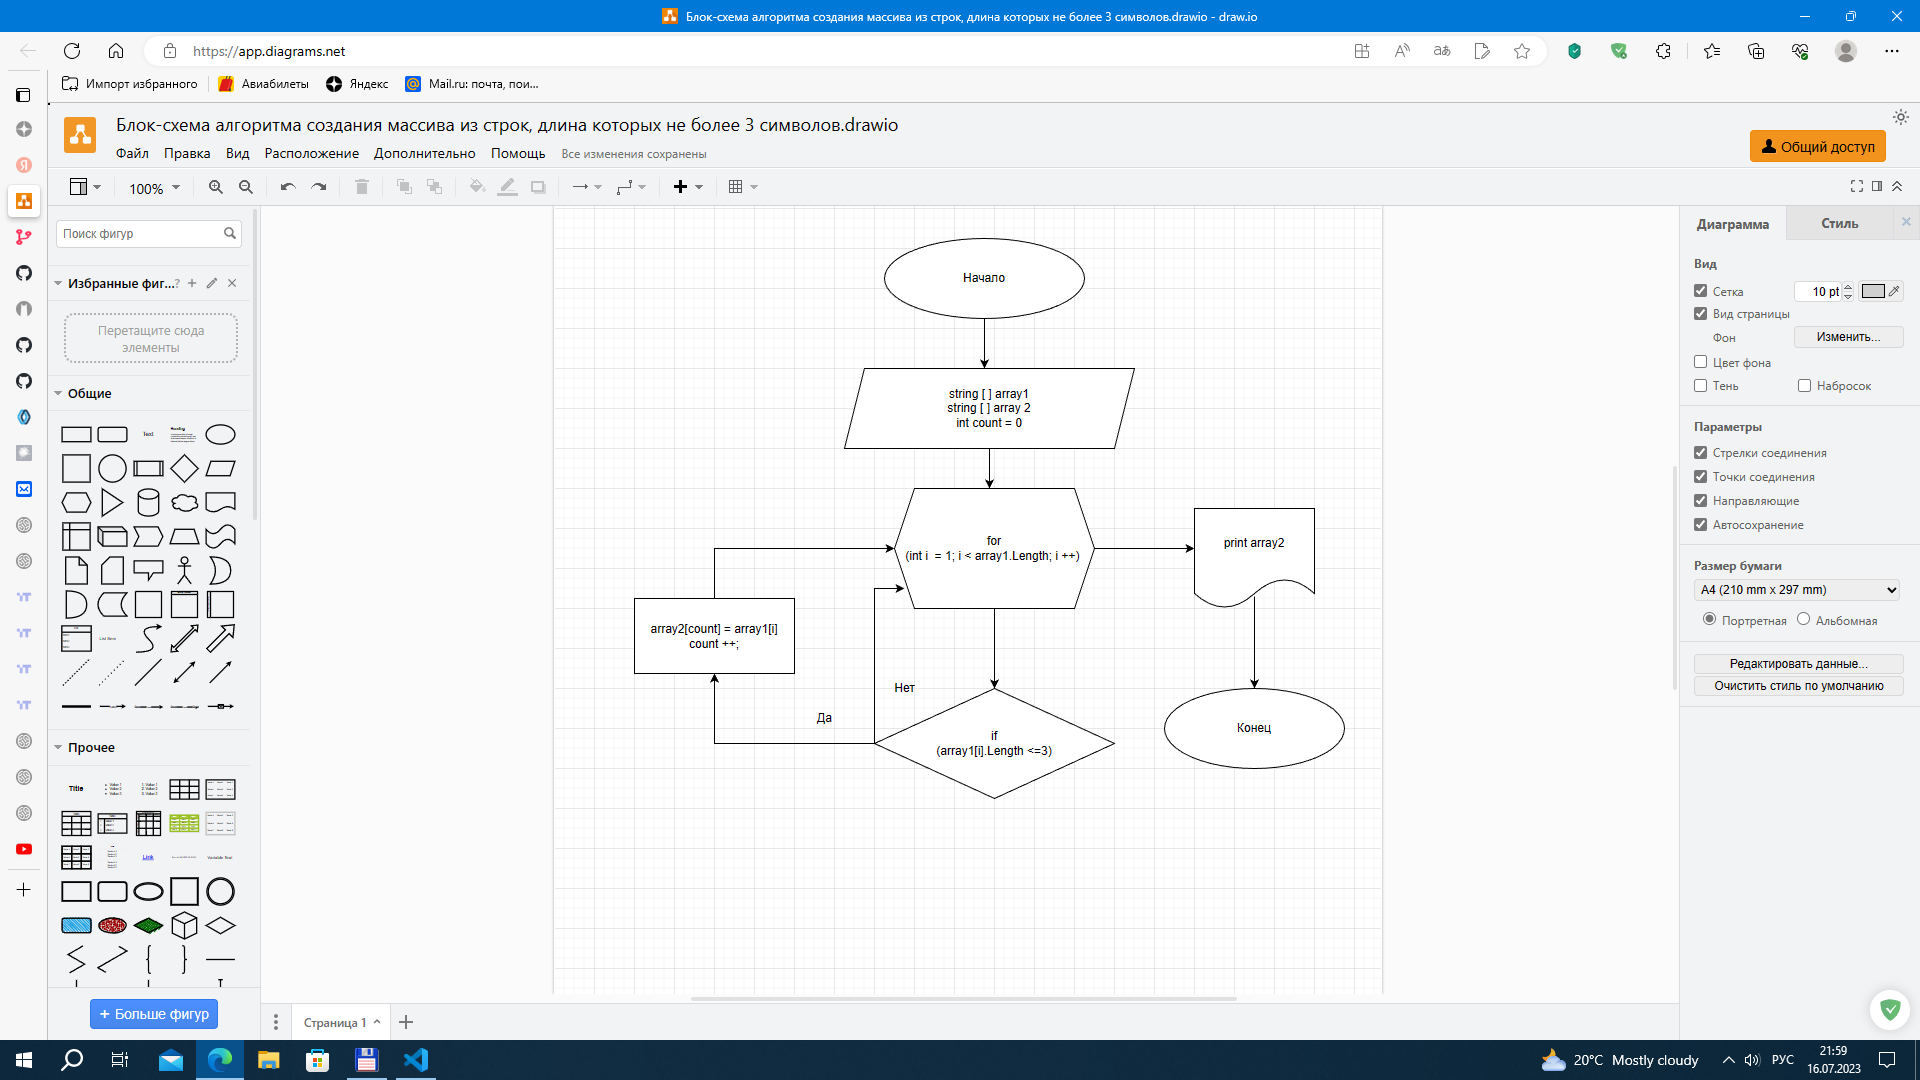 Блок-схема алгоритма создания массива из строк, длина которых не более 3 символов.drawio - draw.io
https://app.diagrams.net
Импорт избранного
Авиабилеты
Яндекс
Mail.ru: почта, пои...
Блок-схема алгоритма создания массива из строк, длина которых не более 3 символов.drawio
Файл Правка Вид Расположение Дополнительно Помощь Все изменения сохранены
Общий доступ
100%
Поиск фигур
Избранные фиг...?
Перетащите сюда
элементы
Общие
Text
Heading
List Item
Прочее
Title
Link
Больше фигур
Начало
string [ ] array1
string [ ] array 2
int count = 0
for
(int i = 1; i < array1.Length; i ++)
print array2
array2[count] = array1[i]
count ++;
Нет
Да
if
(array1[i].Length <=3)
Конец
Страница 1
Диаграмма
Стиль
Вид
Сетка
10 pt
Вид страницы
Фон
Изменить...
Цвет фона
Тень
Набросок
Параметры
Стрелки соединения
Точки соединения
Направляющие
Автосохранение
Размер бумаги
A4 (210 mm x 297 mm)
Портретная
Альбомная
Редактировать данные...
Очистить стиль по умолчанию
20°C Mostly cloudy
РУС
21:59
16.07.2023